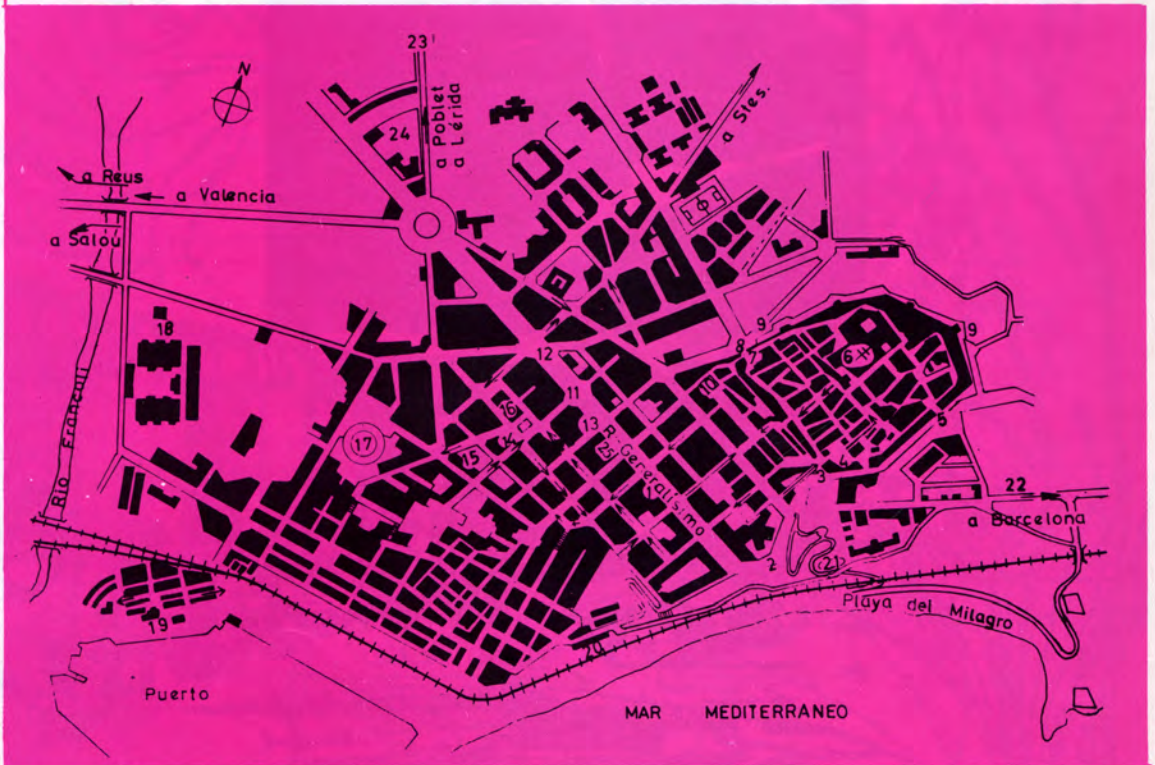 23
N
24
a Poblet
a Lérida
a Stes.
a Reus
a Valencia
a Salou
18
9
8
7
6
9
12
10
11
5
16
13
14
17
15
25
R. Generalísimo
4
3
Rio Francolí
22
a Barcelona
2
21
Playa del Milagro
19
20
Puerto
MAR MEDITERRANEO